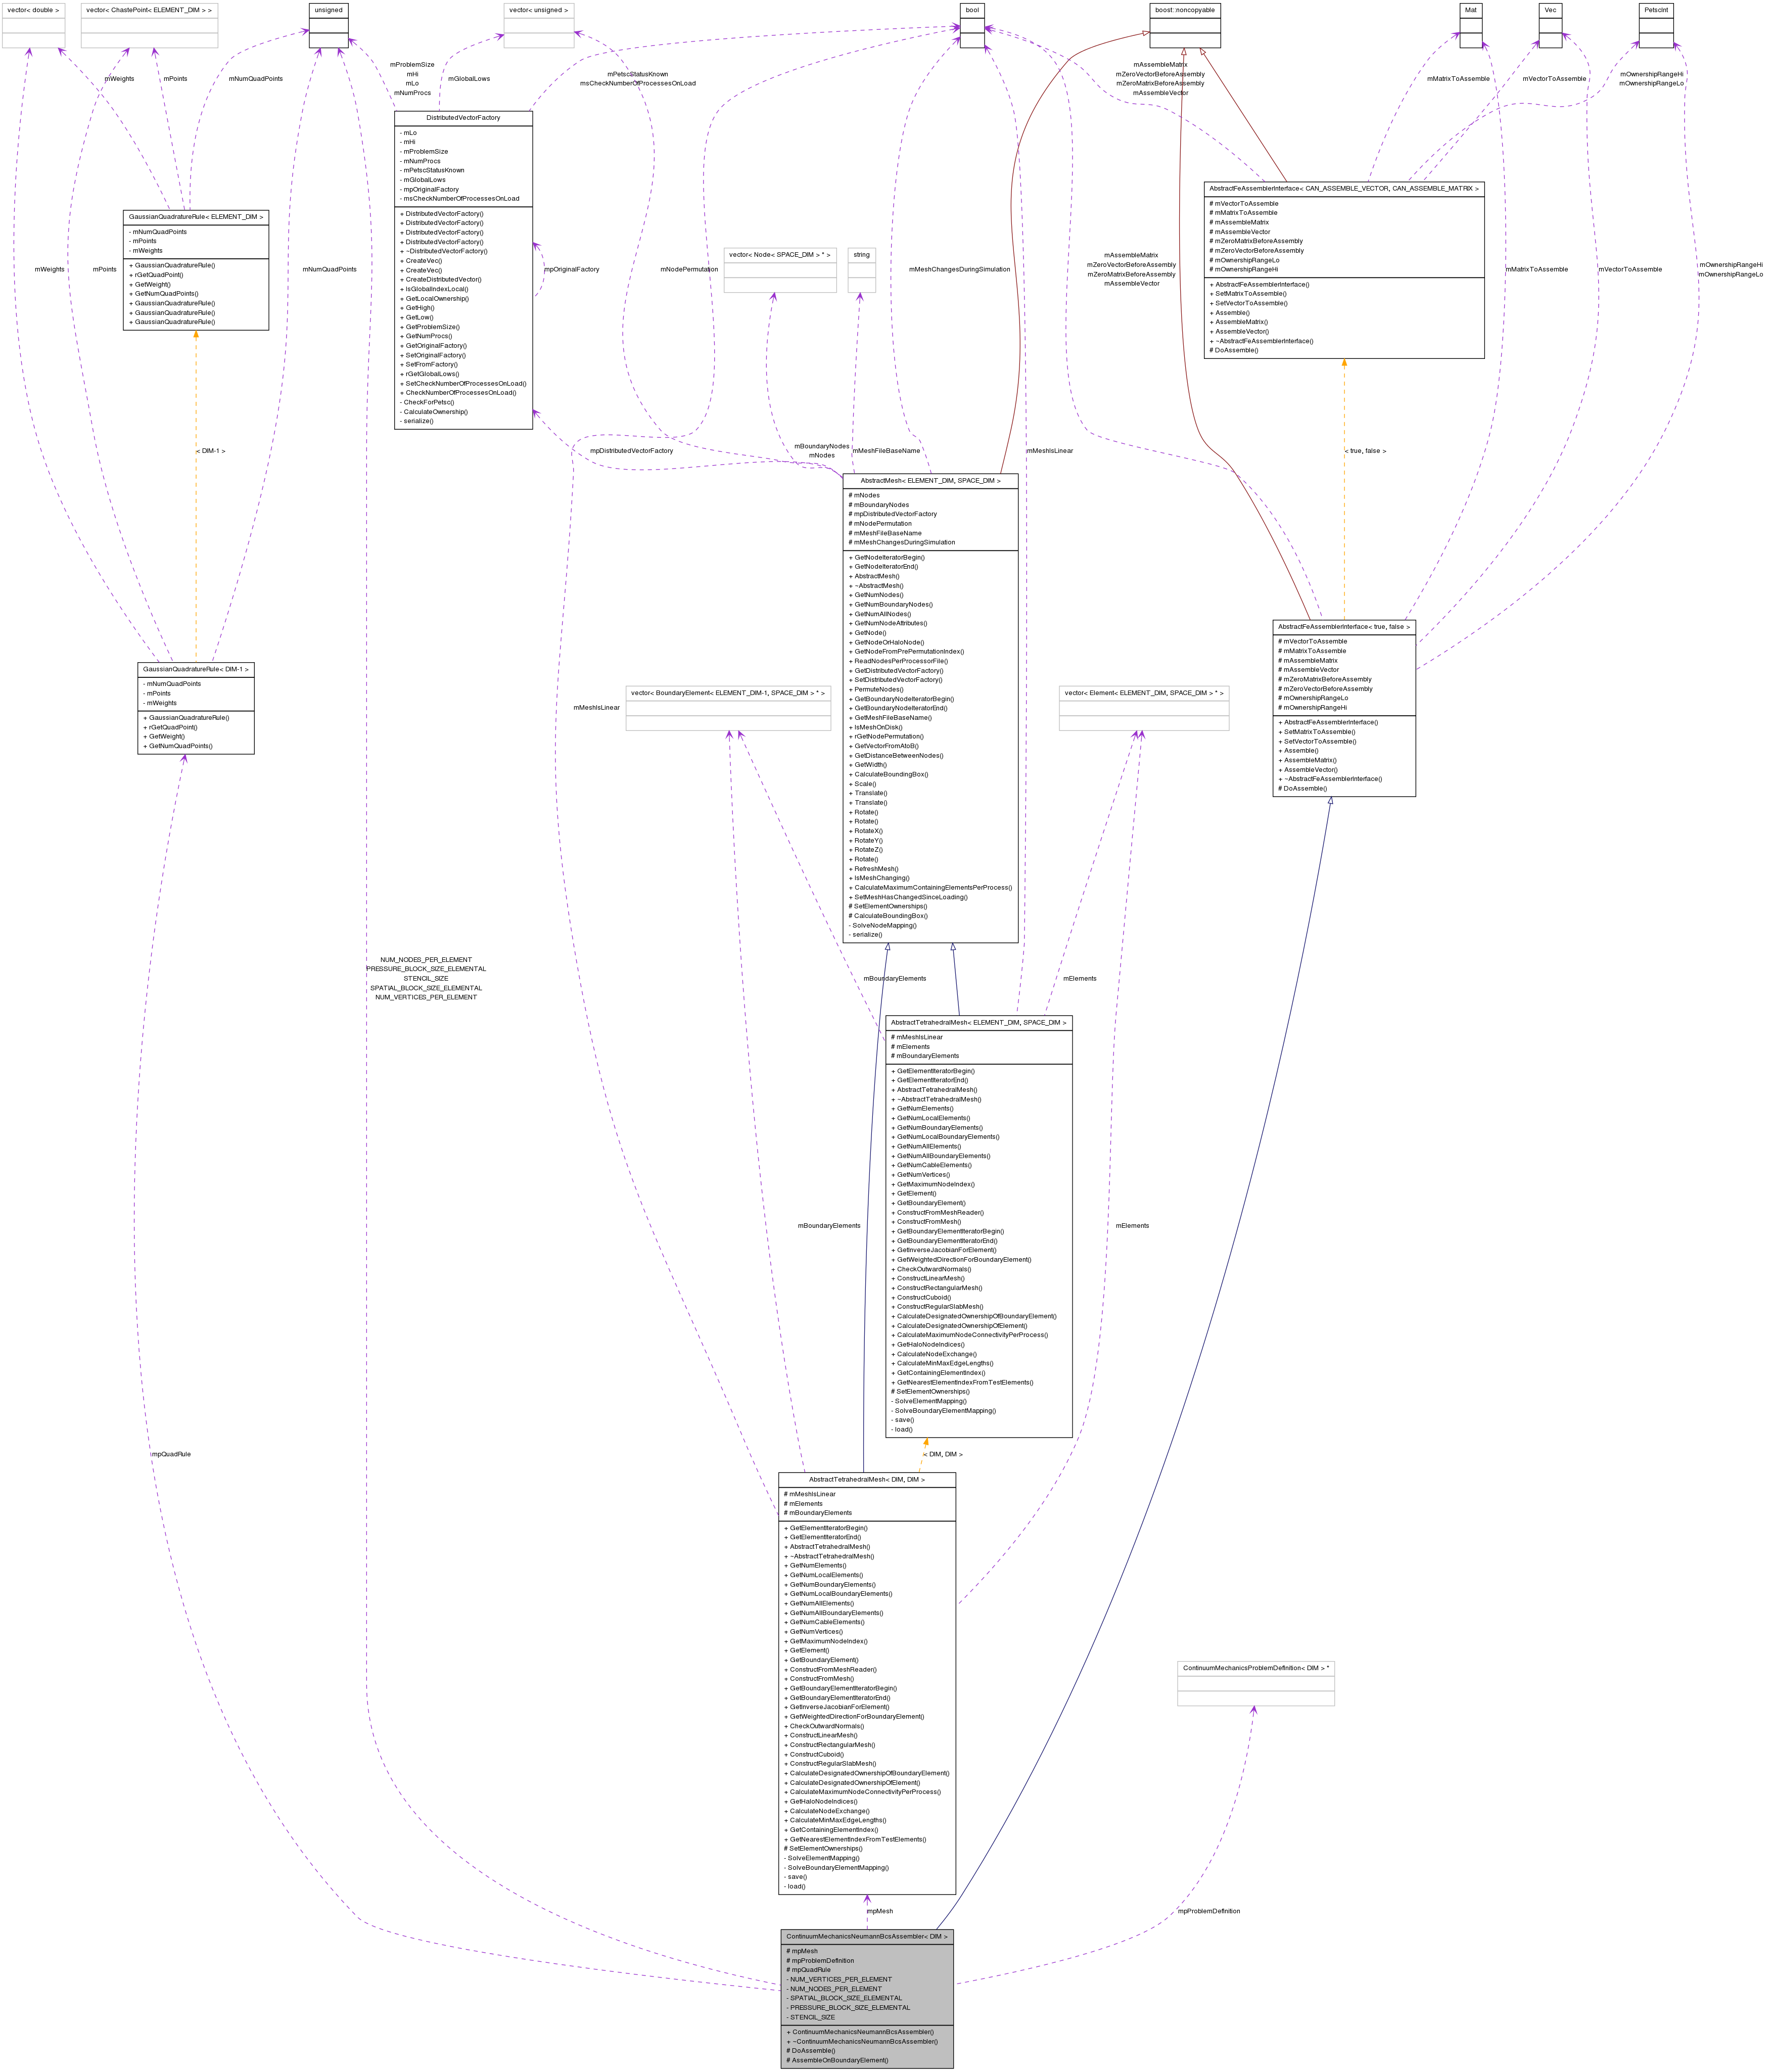 vector< double >
vector< ChastePoint< ELEMENT_DIM > >
unsigned
vector< unsigned >
bool
boost::noncopyable
Mat
Vec
PetscInt
mWeights
mPoints
mNumQuadPoints
mProblemSize
mHi
mLo
mNumProcs
mGlobalLows
mPetscStatusKnown
msCheckNumberOfProcessesOnLoad
mAssembleMatrix
mZeroVectorBeforeAssembly
mZeroMatrixBeforeAssembly
mAssembleVector
mMatrixToAssemble
mVectorToAssemble
mOwnershipRangeHi
mOwnershipRangeLo
DistributedVectorFactory
- mLo
- mHi
- mProblemSize
- mNumProcs
- mPetscStatusKnown
- mGlobalLows
- mpOriginalFactory
- msCheckNumberOfProcessesOnLoad
+ DistributedVectorFactory()
+ DistributedVectorFactory()
+ DistributedVectorFactory()
+ DistributedVectorFactory()
+ ~DistributedVectorFactory()
+ CreateVec()
+ CreateVec()
+ CreateDistributedVector()
+ IsGlobalIndexLocal()
+ GetLocalOwnership()
+ GetHigh()
+ GetLow()
+ GetProblemSize()
+ GetNumProcs()
+ GetOriginalFactory()
+ SetOriginalFactory()
+ SetFromFactory()
+ rGetGlobalLows()
+ SetCheckNumberOfProcessesOnLoad()
+ CheckNumberOfProcessesOnLoad()
- CheckForPetsc()
- CalculateOwnership()
- serialize()
AbstractFeAssemblerInterface< CAN_ASSEMBLE_VECTOR, CAN_ASSEMBLE_MATRIX >
# mVectorToAssemble
# mMatrixToAssemble
# mAssembleMatrix
# mAssembleVector
# mZeroMatrixBeforeAssembly
# mZeroVectorBeforeAssembly
# mOwnershipRangeLo
# mOwnershipRangeHi
+ AbstractFeAssemblerInterface()
+ SetMatrixToAssemble()
+ SetVectorToAssemble()
+ Assemble()
+ AssembleMatrix()
+ AssembleVector()
+ ~AbstractFeAssemblerInterface()
# DoAssemble()
GaussianQuadratureRule< ELEMENT_DIM >
- mNumQuadPoints
- mPoints
- mWeights
+ GaussianQuadratureRule()
+ rGetQuadPoint()
+ GetWeight()
+ GetNumQuadPoints()
+ GaussianQuadratureRule()
+ GaussianQuadratureRule()
+ GaussianQuadratureRule()
vector< Node< SPACE_DIM > * >
string
mWeights
mPoints
mNumQuadPoints
mpOriginalFactory
mNodePermutation
mMeshChangesDuringSimulation
mAssembleMatrix
mZeroVectorBeforeAssembly
mZeroMatrixBeforeAssembly
mAssembleVector
mMatrixToAssemble
mVectorToAssemble
mOwnershipRangeHi
mOwnershipRangeLo
< DIM-1 >
mpDistributedVectorFactory
mBoundaryNodes
mNodes
mMeshFileBaseName
mMeshIsLinear
< true, false >
AbstractMesh< ELEMENT_DIM, SPACE_DIM >
# mNodes
# mBoundaryNodes
# mpDistributedVectorFactory
# mNodePermutation
# mMeshFileBaseName
# mMeshChangesDuringSimulation
+ GetNodeIteratorBegin()
+ GetNodeIteratorEnd()
+ AbstractMesh()
+ ~AbstractMesh()
+ GetNumNodes()
+ GetNumBoundaryNodes()
+ GetNumAllNodes()
+ GetNumNodeAttributes()
+ GetNode()
+ GetNodeOrHaloNode()
+ GetNodeFromPrePermutationIndex()
+ ReadNodesPerProcessorFile()
+ GetDistributedVectorFactory()
+ SetDistributedVectorFactory()
+ PermuteNodes()
+ GetBoundaryNodeIteratorBegin()
+ GetBoundaryNodeIteratorEnd()
+ GetMeshFileBaseName()
+ IsMeshOnDisk()
+ rGetNodePermutation()
+ GetVectorFromAtoB()
+ GetDistanceBetweenNodes()
+ GetWidth()
+ CalculateBoundingBox()
+ Scale()
+ Translate()
+ Translate()
+ Rotate()
+ Rotate()
+ RotateX()
+ RotateY()
+ RotateZ()
+ Rotate()
+ RefreshMesh()
+ IsMeshChanging()
+ CalculateMaximumContainingElementsPerProcess()
+ SetMeshHasChangedSinceLoading()
# SetElementOwnerships()
# CalculateBoundingBox()
- SolveNodeMapping()
- serialize()
AbstractFeAssemblerInterface< true, false >
# mVectorToAssemble
# mMatrixToAssemble
# mAssembleMatrix
# mAssembleVector
# mZeroMatrixBeforeAssembly
# mZeroVectorBeforeAssembly
# mOwnershipRangeLo
# mOwnershipRangeHi
+ AbstractFeAssemblerInterface()
+ SetMatrixToAssemble()
+ SetVectorToAssemble()
+ Assemble()
+ AssembleMatrix()
+ AssembleVector()
+ ~AbstractFeAssemblerInterface()
# DoAssemble()
GaussianQuadratureRule< DIM-1 >
- mNumQuadPoints
- mPoints
- mWeights
+ GaussianQuadratureRule()
+ rGetQuadPoint()
+ GetWeight()
+ GetNumQuadPoints()
mMeshIsLinear
vector< BoundaryElement< ELEMENT_DIM-1, SPACE_DIM > * >
vector< Element< ELEMENT_DIM, SPACE_DIM > * >
NUM_NODES_PER_ELEMENT
PRESSURE_BLOCK_SIZE_ELEMENTAL
STENCIL_SIZE
SPATIAL_BLOCK_SIZE_ELEMENTAL
NUM_VERTICES_PER_ELEMENT
mBoundaryElements
mElements
AbstractTetrahedralMesh< ELEMENT_DIM, SPACE_DIM >
# mMeshIsLinear
# mElements
# mBoundaryElements
+ GetElementIteratorBegin()
+ GetElementIteratorEnd()
+ AbstractTetrahedralMesh()
+ ~AbstractTetrahedralMesh()
+ GetNumElements()
+ GetNumLocalElements()
+ GetNumBoundaryElements()
+ GetNumLocalBoundaryElements()
+ GetNumAllElements()
+ GetNumAllBoundaryElements()
+ GetNumCableElements()
+ GetNumVertices()
+ GetMaximumNodeIndex()
+ GetElement()
+ GetBoundaryElement()
+ ConstructFromMeshReader()
+ ConstructFromMesh()
+ GetBoundaryElementIteratorBegin()
+ GetBoundaryElementIteratorEnd()
+ GetInverseJacobianForElement()
+ GetWeightedDirectionForBoundaryElement()
+ CheckOutwardNormals()
+ ConstructLinearMesh()
+ ConstructRectangularMesh()
+ ConstructCuboid()
+ ConstructRegularSlabMesh()
+ CalculateDesignatedOwnershipOfBoundaryElement()
+ CalculateDesignatedOwnershipOfElement()
+ CalculateMaximumNodeConnectivityPerProcess()
+ GetHaloNodeIndices()
+ CalculateNodeExchange()
+ CalculateMinMaxEdgeLengths()
+ GetContainingElementIndex()
+ GetNearestElementIndexFromTestElements()
# SetElementOwnerships()
- SolveElementMapping()
- SolveBoundaryElementMapping()
- save()
- load()
mBoundaryElements
mElements
mpQuadRule
< DIM, DIM >
AbstractTetrahedralMesh< DIM, DIM >
# mMeshIsLinear
# mElements
# mBoundaryElements
+ GetElementIteratorBegin()
+ GetElementIteratorEnd()
+ AbstractTetrahedralMesh()
+ ~AbstractTetrahedralMesh()
+ GetNumElements()
+ GetNumLocalElements()
+ GetNumBoundaryElements()
+ GetNumLocalBoundaryElements()
+ GetNumAllElements()
+ GetNumAllBoundaryElements()
+ GetNumCableElements()
+ GetNumVertices()
+ GetMaximumNodeIndex()
+ GetElement()
+ GetBoundaryElement()
+ ConstructFromMeshReader()
+ ConstructFromMesh()
+ GetBoundaryElementIteratorBegin()
+ GetBoundaryElementIteratorEnd()
+ GetInverseJacobianForElement()
+ GetWeightedDirectionForBoundaryElement()
+ CheckOutwardNormals()
+ ConstructLinearMesh()
+ ConstructRectangularMesh()
+ ConstructCuboid()
+ ConstructRegularSlabMesh()
+ CalculateDesignatedOwnershipOfBoundaryElement()
+ CalculateDesignatedOwnershipOfElement()
+ CalculateMaximumNodeConnectivityPerProcess()
+ GetHaloNodeIndices()
+ CalculateNodeExchange()
+ CalculateMinMaxEdgeLengths()
+ GetContainingElementIndex()
+ GetNearestElementIndexFromTestElements()
# SetElementOwnerships()
- SolveElementMapping()
- SolveBoundaryElementMapping()
- save()
- load()
ContinuumMechanicsProblemDefinition< DIM > *
mpMesh
mpProblemDefinition
ContinuumMechanicsNeumannBcsAssembler< DIM >
# mpMesh
# mpProblemDefinition
# mpQuadRule
- NUM_VERTICES_PER_ELEMENT
- NUM_NODES_PER_ELEMENT
- SPATIAL_BLOCK_SIZE_ELEMENTAL
- PRESSURE_BLOCK_SIZE_ELEMENTAL
- STENCIL_SIZE
+ ContinuumMechanicsNeumannBcsAssembler()
+ ~ContinuumMechanicsNeumannBcsAssembler()
# DoAssemble()
# AssembleOnBoundaryElement()